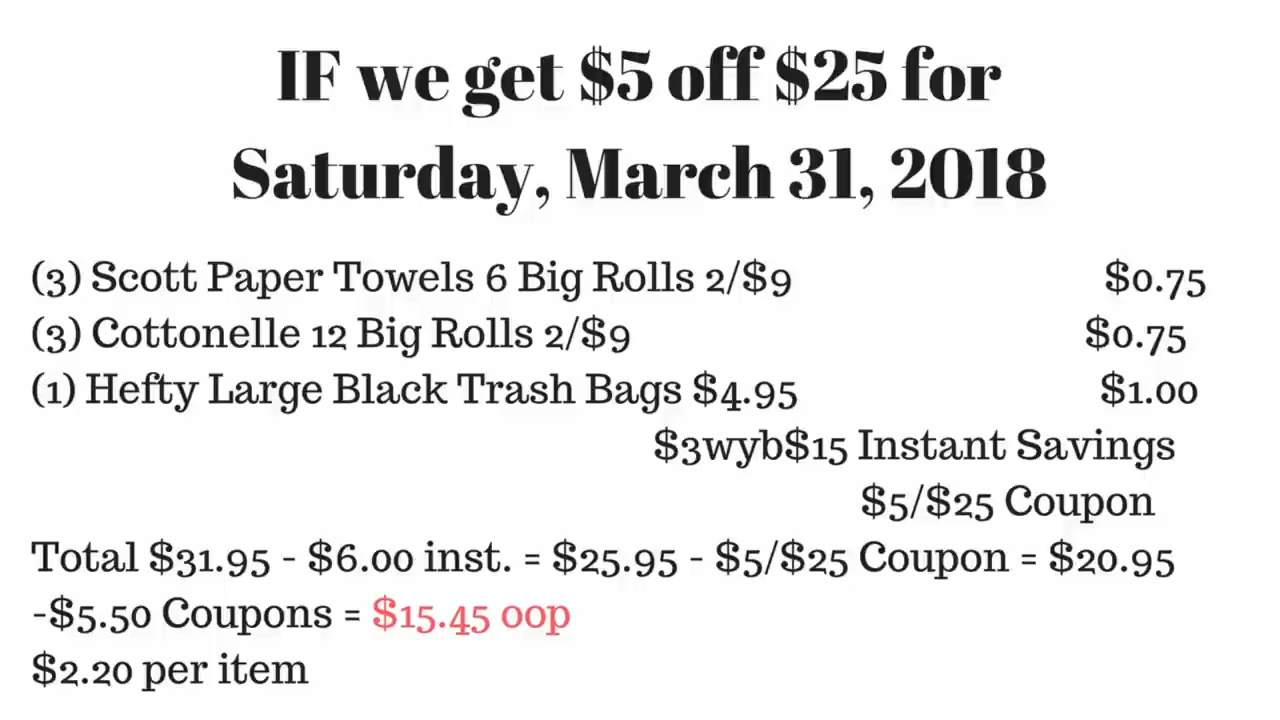 IF we get $5 off $25 for
Saturday, March 31, 2018
(3) Scott Paper Towels 6 Big Rolls 2/$9 $0.75
(3) Cottonelle 12 Big Rolls 2/$9 $0.75
(1) Hefty Large Black Trash Bags $4.95 $1.00
$3wyb$15 Instant Savings
$5/$25 Coupon
Total $31.95 - $6.00 inst. = $25.95 - $5/$25 Coupon = $20.95
-$5.50 Coupons = $15.45 oop
$2.20 per item